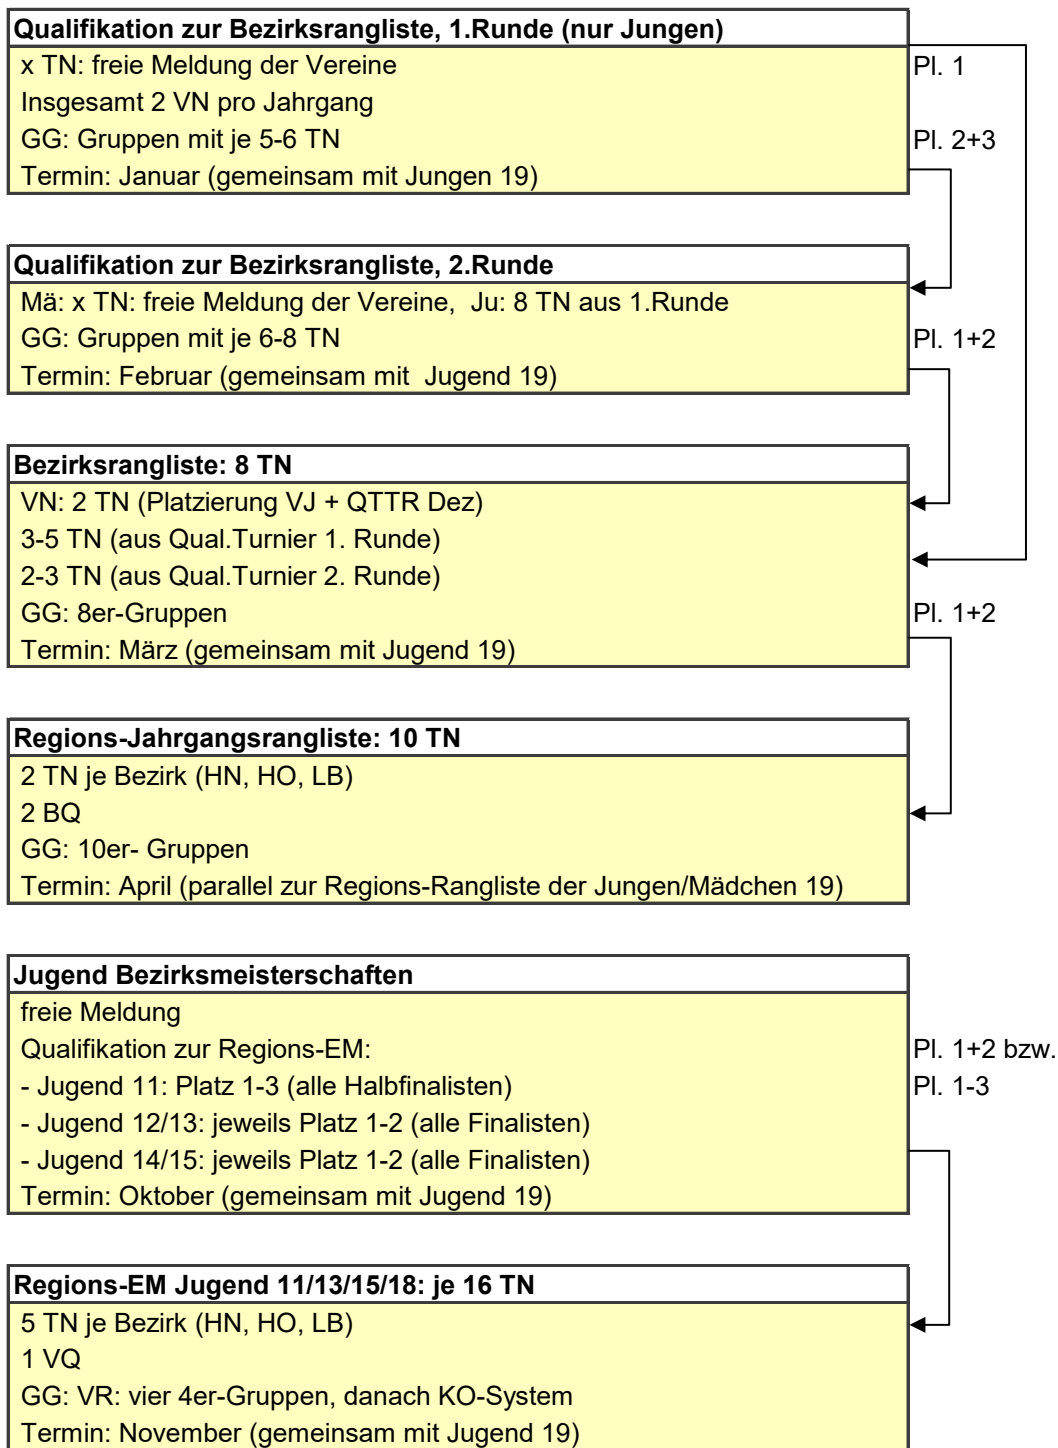 Qualifikation zur Bezirksrangliste, 1.Runde (nur Jungen)
x TN: freie Meldung der Vereine Pl. 1
Insgesamt 2 VN pro Jahrgang
GG: Gruppen mit je 5-6 TN Pl. 2+3
Termin: Januar (gemeinsam mit Jungen 19)
Qualifikation zur Bezirksrangliste, 2.Runde
Mä: x TN: freie Meldung der Vereine, Ju: 8 TN aus 1.Runde
GG: Gruppen mit je 6-8 TN Pl. 1+2
Termin: Februar (gemeinsam mit Jugend 19)
Bezirksrangliste: 8 TN
VN: 2 TN (Platzierung VJ + QTTR Dez)
3-5 TN (aus Qual.Turnier 1. Runde)
2-3 TN (aus Qual.Turnier 2. Runde)
GG: 8er-Gruppen Pl. 1+2
Termin: März (gemeinsam mit Jugend 19)
Regions-Jahrgangsrangliste: 10 TN
2 TN je Bezirk (HN, HO, LB)
2 BQ
GG: 10er- Gruppen
Termin: April (parallel zur Regions-Rangliste der Jungen/Mädchen 19)
Jugend Bezirksmeisterschaften
freie Meldung
Qualifikation zur Regions-EM: Pl. 1+2 bzw.
- Jugend 11: Platz 1-3 (alle Halbfinalisten) Pl. 1-3
- Jugend 12/13: jeweils Platz 1-2 (alle Finalisten)
- Jugend 14/15: jeweils Platz 1-2 (alle Finalisten)
Termin: Oktober (gemeinsam mit Jugend 19)
Regions-EM Jugend 11/13/15/18: je 16 TN
5 TN je Bezirk (HN, HO, LB)
1 VQ
GG: VR: vier 4er-Gruppen, danach KO-System
Termin: November (gemeinsam mit Jugend 19)